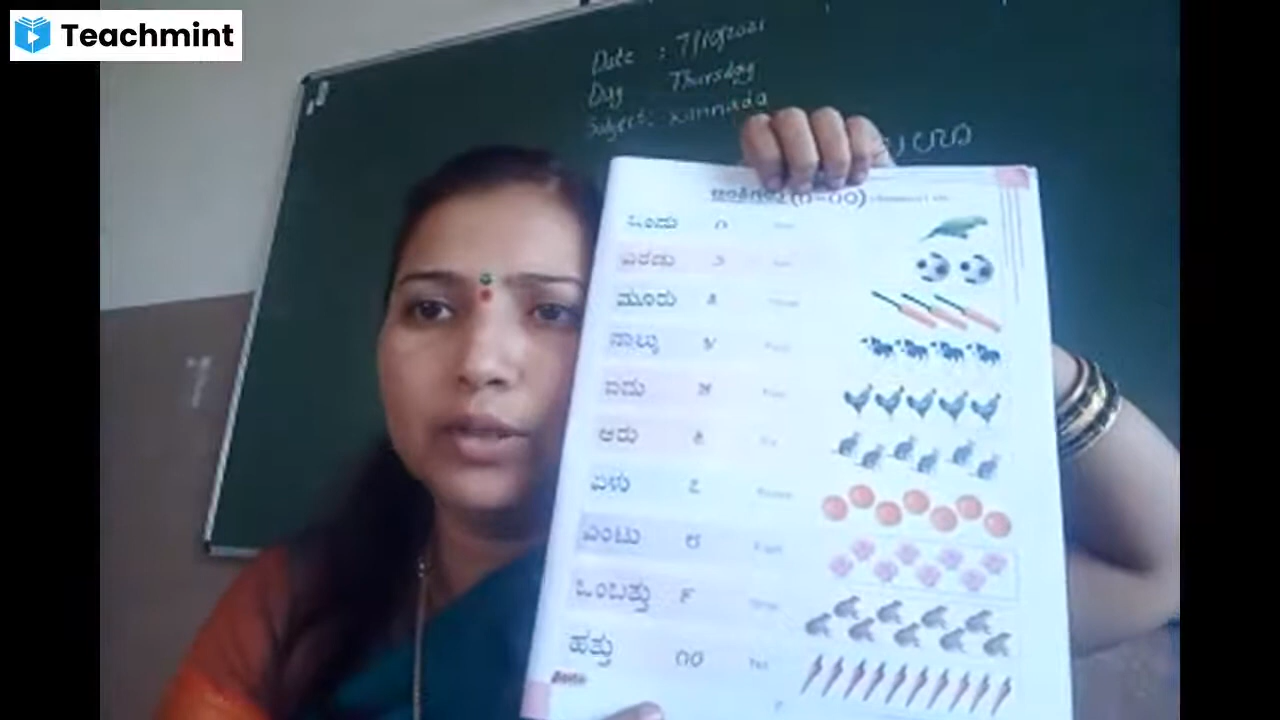 Teachmint
Date : 7/10/2021
Day Thursday
Subject: Kannada
ಅಂಕಿಗಳು (೧-೧೦)
ಒಂದು ೧
ಎರಡು ೨
ಮೂರು ೩
ನಾಲ್ಕು ೪
ಐದು ೫
ಆರು ೬
ಏಳು ೭
ಎಂಟು ೮
ಒಂಬತ್ತು ೯
ಹತ್ತು ೧೦ Ten